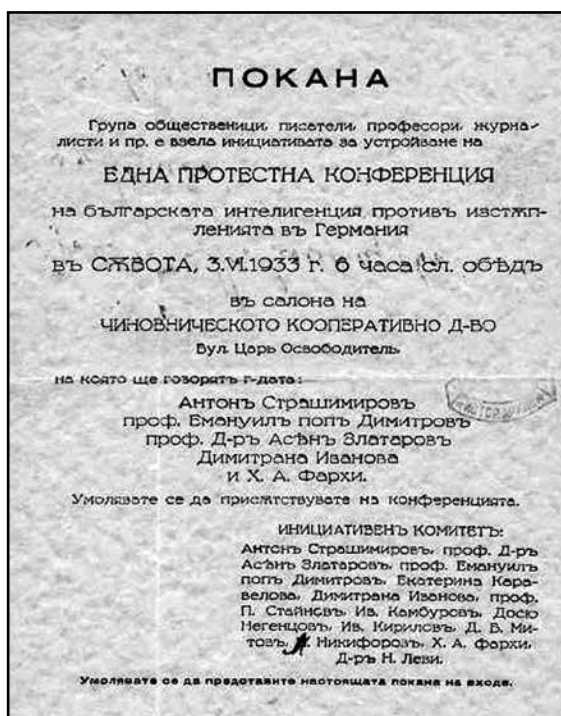 ПОКАНА
Група общественици, писатели, професори, журна-
листи и пр. е взела инициативата за устройване на
ЕДНА ПРОТЕСТНА КОНФЕРЕНЦИЯ
на българската интелигенция противъ изстѫп-
ленията въ Германия
въ СѪБОТА, 3.VI.1933 г. 6 часа сл. обѣдъ
въ салона на
ЧИНОВНИЧЕСКОТО КООПЕРАТИВНО Д-ВО
Бул. Царь Освободитель.
на която ще говорятъ г-дата:
Антонъ Страшимировъ
проф. Емануилъ попъ Димитровъ
проф. Д-ръ Асѣнъ Златаровъ
Димитрана Иванова
и Х. А. Фархи.
Умолявате се да присѫтствувате на конференцията.
ИНИЦИАТИВЕНЪ КОМИТЕТЪ:
Антонъ Страшимировъ, проф. Д-ръ
Асѣнъ Златаровъ, проф. Емануилъ
попъ Димитровъ, Екатерина Кара-
велова, Димитрана Иванова, проф.
П. Стайновъ, Ив. Камбуровъ, Досю
Негенцовъ, Ив. Кириловъ, Д. Б. Ми-
товъ, Никифоровъ, Х. А. Фархи,
Д-ръ Н. Леви.
Умолявате се да представите настоящата покана на входа.